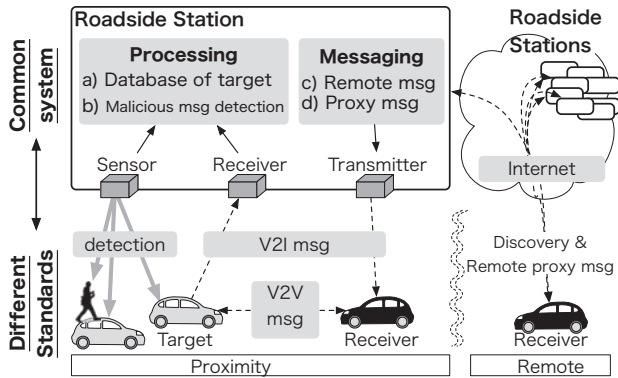 Roadside Station
Processing
a) Database of target
b) Malicious msg detection
Messaging
c) Remote msg
d) Proxy msg
Roadside
Stations
Common
system
Sensor
Receiver
Transmitter
Internet
detection
V2I msg
Discovery &
Remote proxy msg
V2V
msg
Different
Standards
Target
Receiver
Receiver
Proximity
Remote